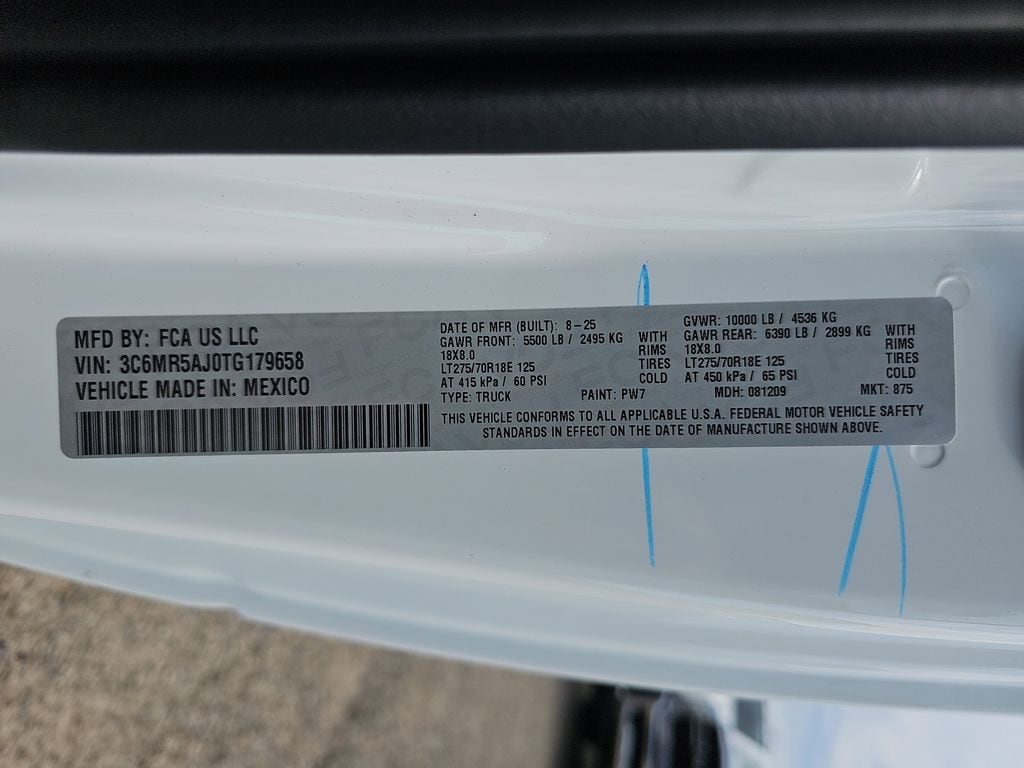 MFD BY: FCA US LLC
VIN: 3C6MR5AJ0TG179658
VEHICLE MADE IN: MEXICO
DATE OF MFR (BUILT): 8-25
GAWR FRONT: 5500 LB / 2495 KG WITH
18X8.0 RIMS
LT275/70R18E 125 TIRES
AT 415 kPa / 60 PSI COLD
GVWR: 10000 LB / 4536 KG
GAWR REAR: 6390 LB / 2899 KG WITH
18X8.0 RIMS
LT275/70R18E 125 TIRES
AT 450 kPa / 65 PSI COLD
TYPE: TRUCK PAINT: PW7 MDH: 081209 MKT: 875
THIS VEHICLE CONFORMS TO ALL APPLICABLE U.S.A. FEDERAL MOTOR VEHICLE SAFETY
STANDARDS IN EFFECT ON THE DATE OF MANUFACTURE SHOWN ABOVE.